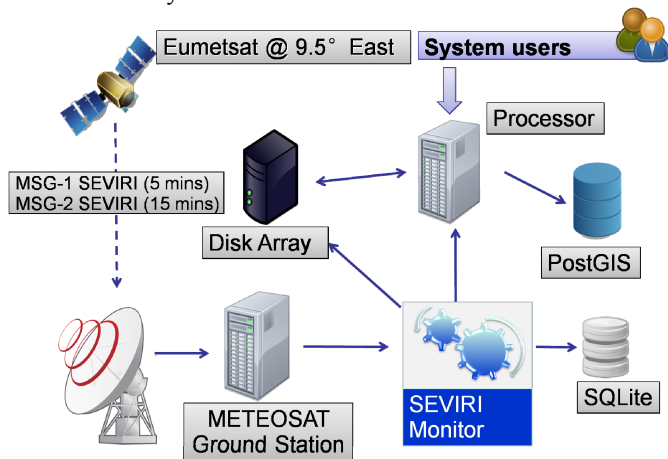 Eumetsat @ 9.5° East
System users
Processor
MSG-1 SEVIRI (5 mins)
MSG-2 SEVIRI (15 mins)
Disk Array
PostGIS
SEVIRI
Monitor
SQLite
METEOSAT
Ground Station